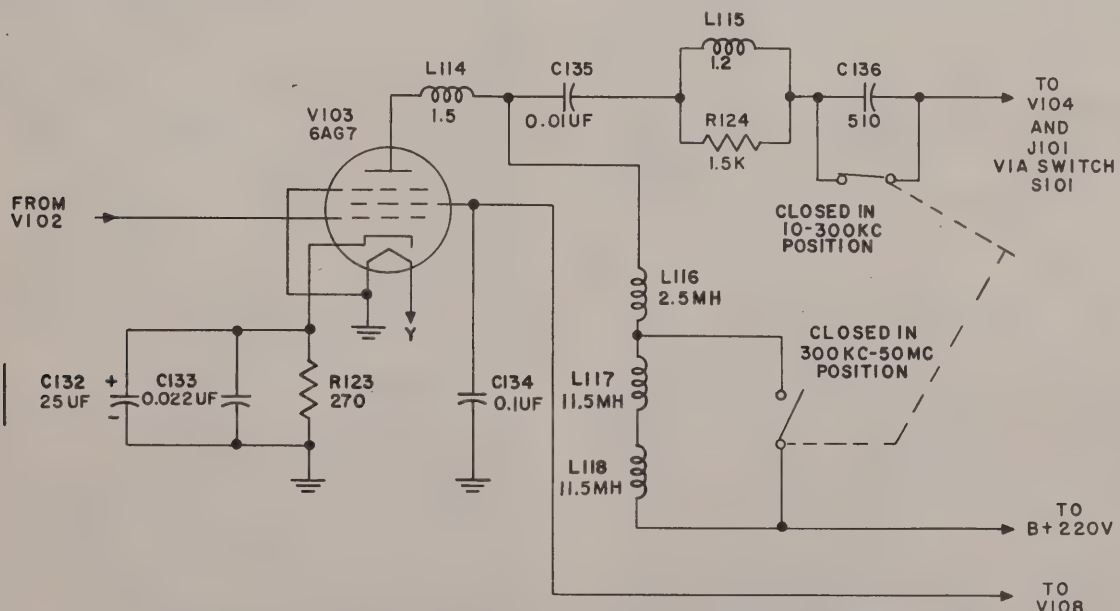 L115
1.2
L114
1.5
C135
0.01UF
C136
510
R124
1.5K
V103
6AG7
TO
V104
AND
J101
VIA SWITCH
S101
FROM
V102
CLOSED IN
10-300KC
POSITION
L116
2.5MH
CLOSED IN
300KC-50MC
POSITION
Y
C132
25UF
+
-
C133
0.022UF
R123
270
C134
0.1UF
L117
11.5MH
L118
11.5MH
TO
B+220V
TO
V108